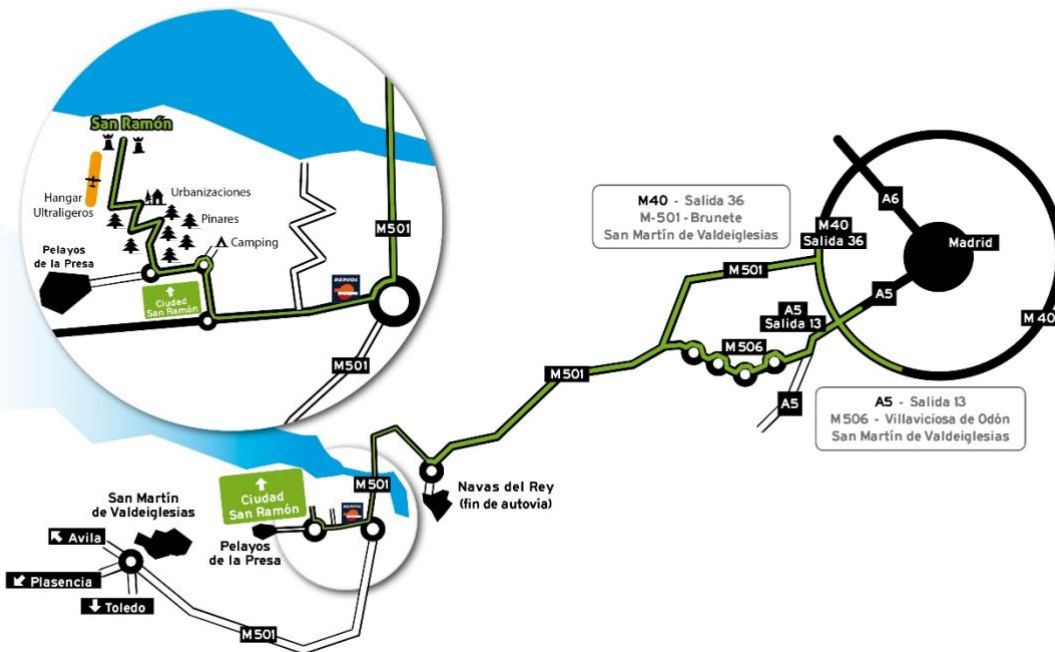 San Ramón
Hangar
Ultraligeros
Urbanizaciones
Pinares
Camping
Pelayos
de la Presa
Ciudad
San Ramón
REPSOL
M501
M501
M40 - Salida 36
M-501 - Brunete
San Martín de Valdeiglesias
M40
Salida 36
A6
Madrid
M501
A5
A5
Salida 13
M506
M40
M501
A5
A5 - Salida 13
M506 - Villaviciosa de Odón
San Martín de Valdeiglesias
Ciudad
San Ramón
M501
REPSOL
Navas del Rey
(fin de autovía)
San Martín
de Valdeiglesias
Pelayos
de la Presa
Avila
Plasencia
Toledo
M501